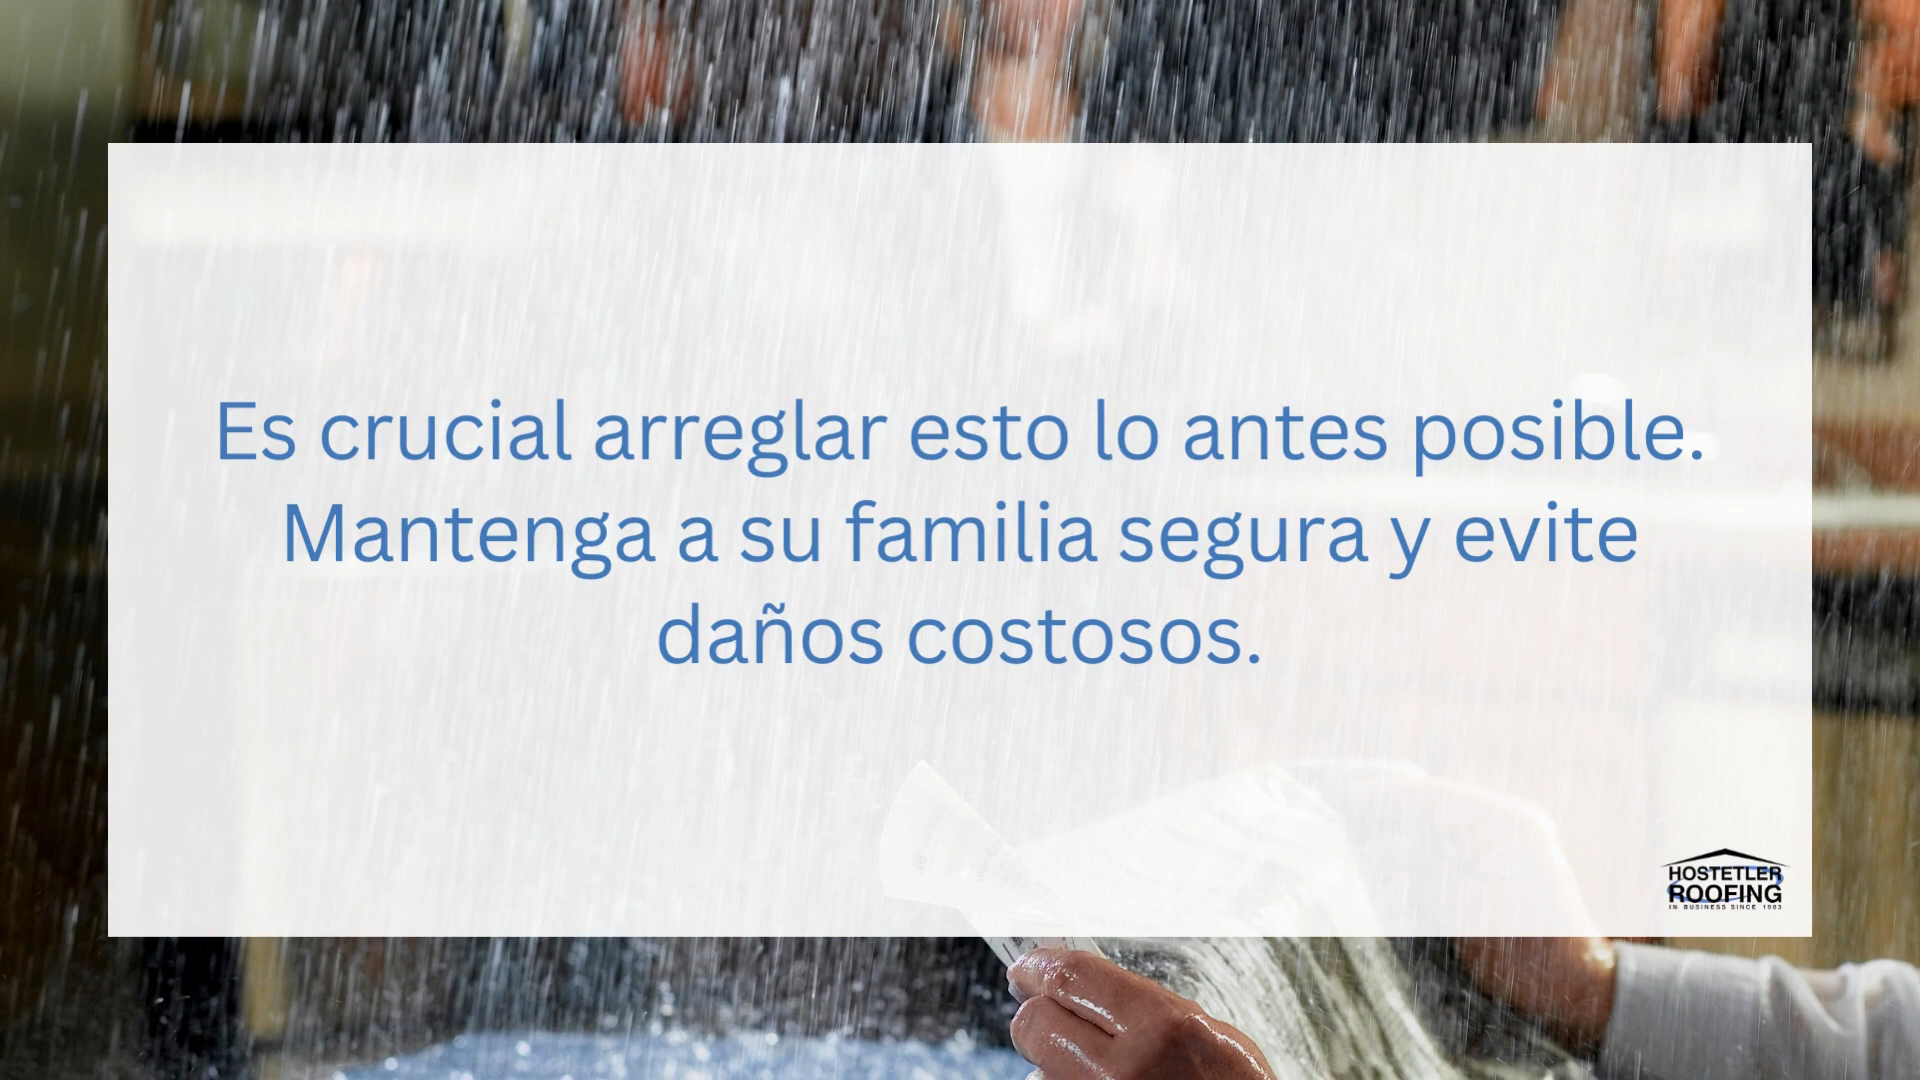 Es crucial arreglar esto lo antes posible.
Mantenga a su familia segura y evite
daños costosos.
HOSTETLER
ROOFING
IN BUSINESS SINCE 1983